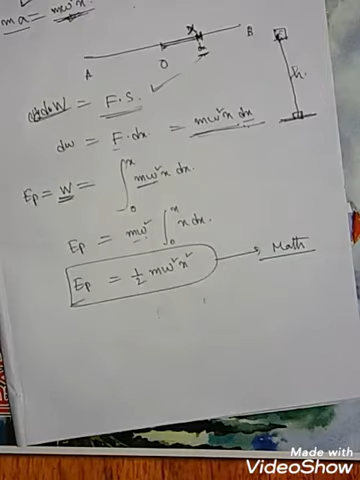 ma = mω²x
A O X B
h
W = F.S.
dw = F.dx = mω²x dx
Ep = W = ∫₀ˣ mω²x dx.
Ep = mω² ∫₀ˣ x dx.
Ep = ½ mω²x² → Math
Made with
VideoShow